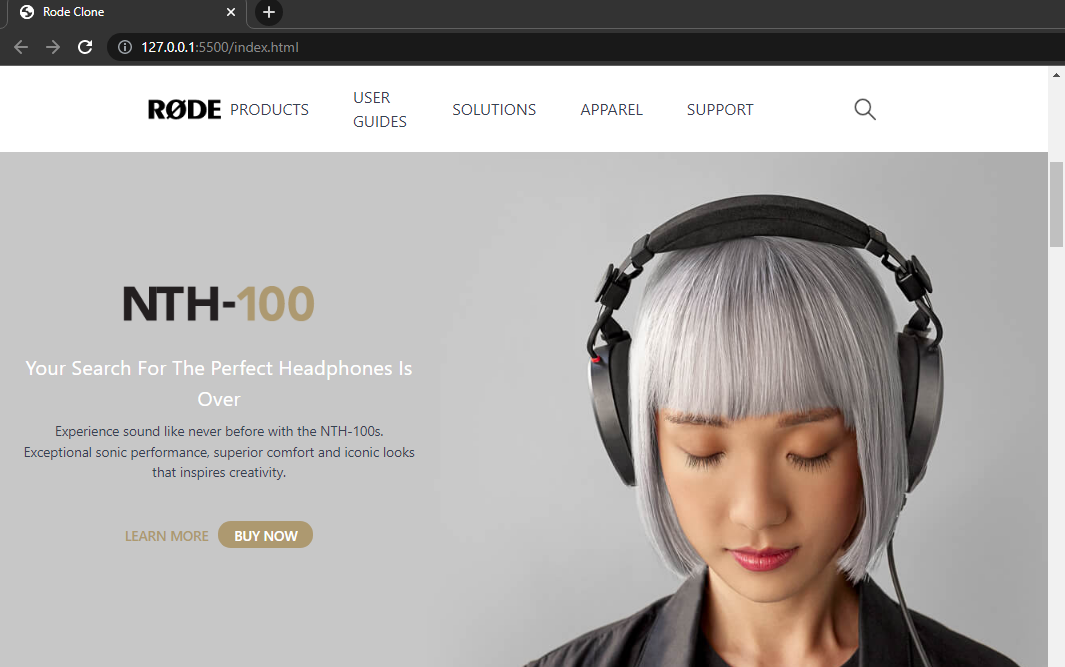 Rode Clone
127.0.0.1:5500/index.html
RØDE PRODUCTS USER GUIDES SOLUTIONS APPAREL SUPPORT
NTH-100
Your Search For The Perfect Headphones Is
Over
Experience sound like never before with the NTH-100s.
Exceptional sonic performance, superior comfort and iconic looks
that inspires creativity.
LEARN MORE BUY NOW